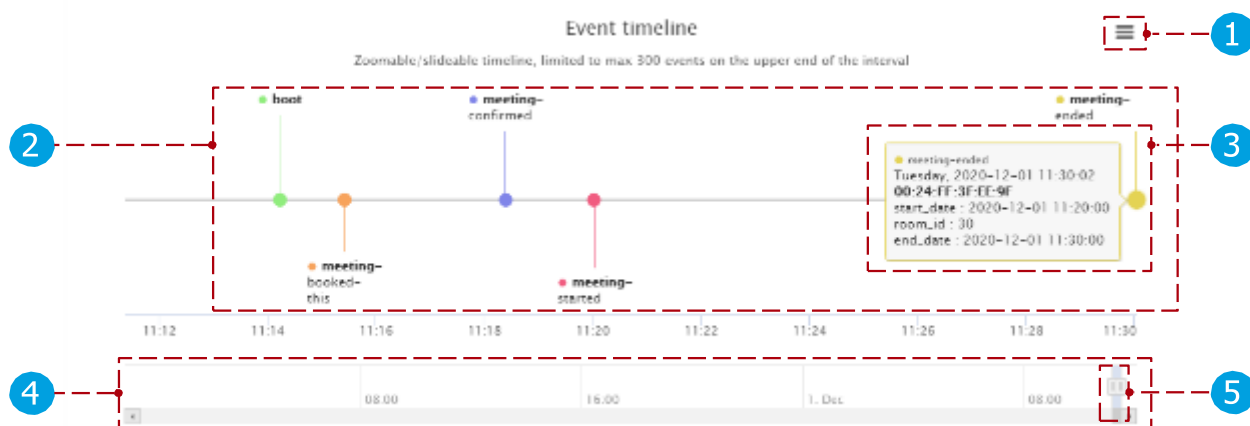 Event timeline
1
Zoomable/slideable timeline, limited to max 300 events on the upper end of the interval
boot
meeting-
confirmed
meeting-
ended
2
3
meeting-ended
Tuesday, 2020-12-01 11:30:02
00:24:FF:3F:EE:9F
start_date : 2020-12-01 11:20:00
room_id : 30
end_date : 2020-12-01 11:30:00
meeting-
booked-
this
meeting-
started
11:12 11:14 11:16 11:18 11:20 11:22 11:24 11:26 11:28 11:30
4
5
08:00 16:00 1. Dec 08:00